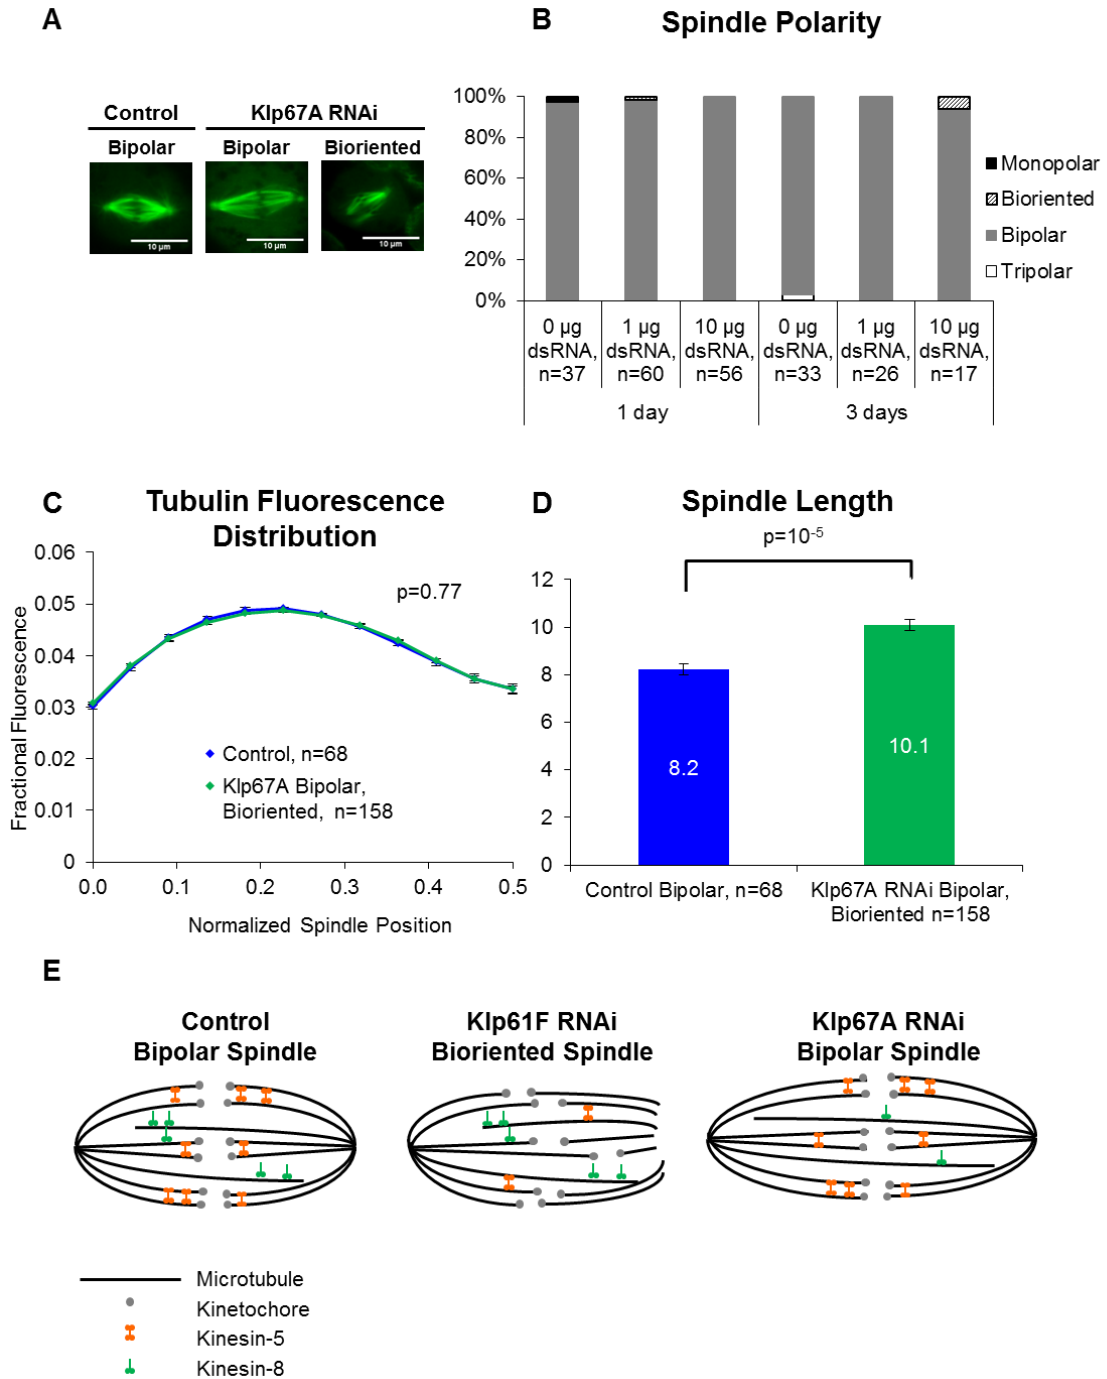 A
Control
Klp67A RNAi
Bipolar
Bipolar
Bioriented
10 µm
10 µm
10 µm
B
Spindle Polarity
100%
80%
60%
40%
20%
0%
Monopolar
Bioriented
Bipolar
Tripolar
0 µg dsRNA, n=37
1 µg dsRNA, n=60
10 µg dsRNA, n=56
0 µg dsRNA, n=33
1 µg dsRNA, n=26
10 µg dsRNA, n=17
1 day
3 days
C
Tubulin Fluorescence
Distribution
Fractional Fluorescence
0.06
0.05
0.04
0.03
0.02
0.01
0
p=0.77
Control, n=68
Klp67A Bipolar,
Bioriented, n=158
0.0
0.1
0.2
0.3
0.4
0.5
Normalized Spindle Position
D
Spindle Length
p=10⁻⁵
12
10
8
6
4
2
0
8.2
10.1
Control Bipolar, n=68
Klp67A RNAi Bipolar,
Bioriented n=158
E
Control
Bipolar Spindle
Klp61F RNAi
Bioriented Spindle
Klp67A RNAi
Bipolar Spindle
Microtubule
Kinetochore
Kinesin-5
Kinesin-8